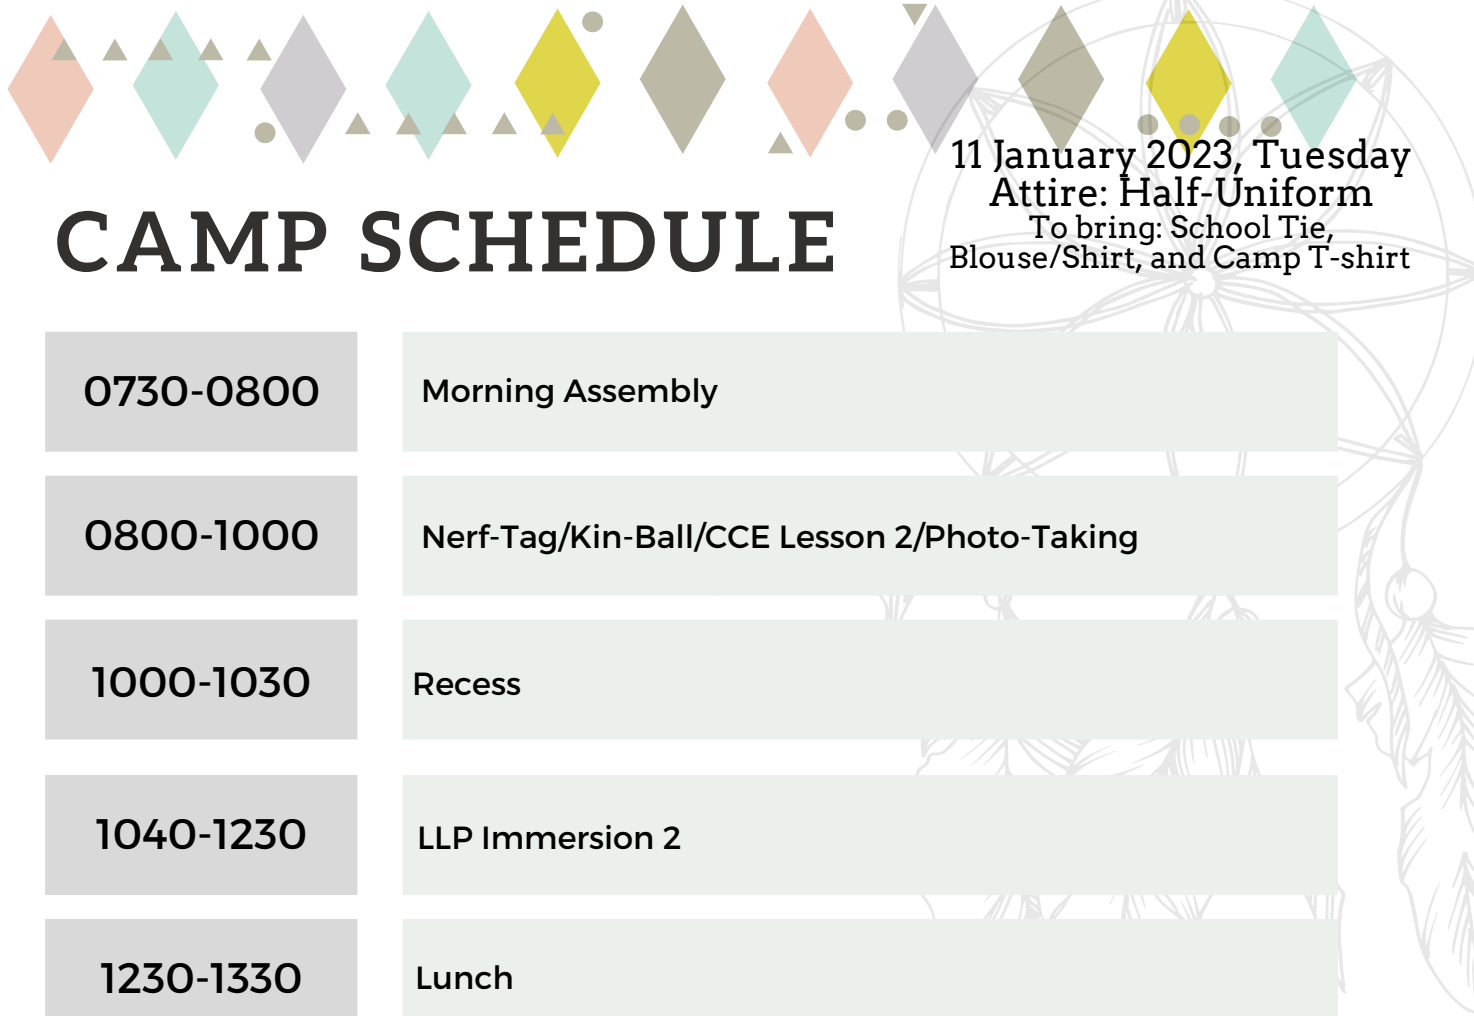 11 January 2023, Tuesday
Attire: Half-Uniform
To bring: School Tie,
Blouse/Shirt, and Camp T-shirt
CAMP SCHEDULE
0730-0800
Morning Assembly
0800-1000
Nerf-Tag/Kin-Ball/CCE Lesson 2/Photo-Taking
1000-1030
Recess
1040-1230
LLP Immersion 2
1230-1330
Lunch